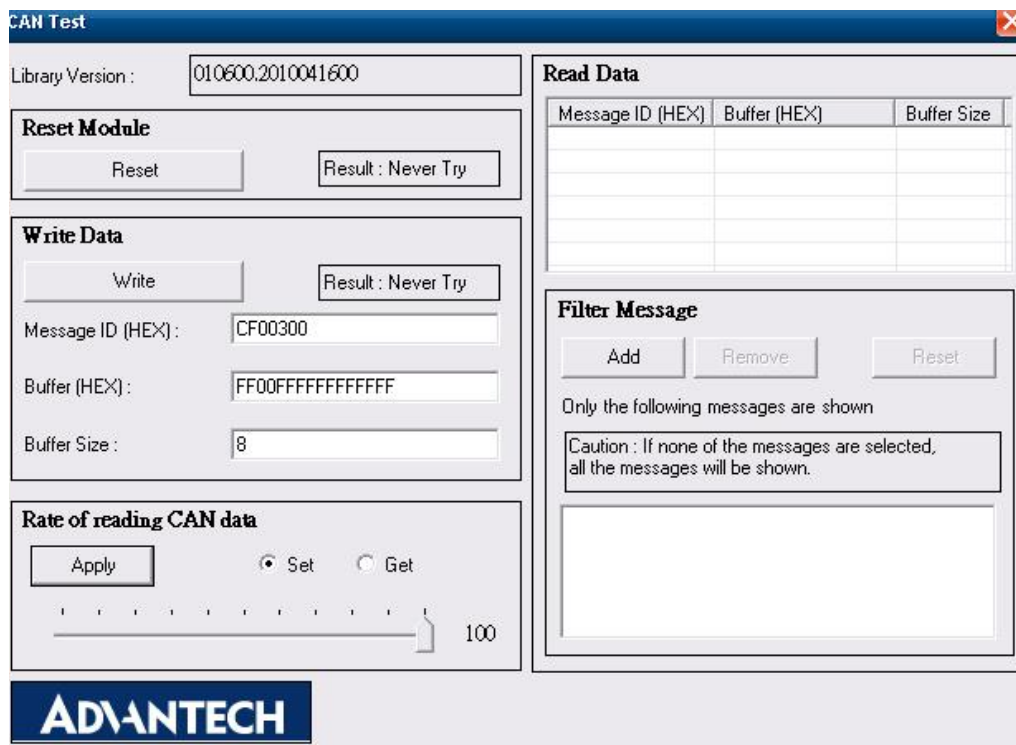 CAN Test
Library Version :
010600.2010041600
Reset Module
Reset
Result : Never Try
Write Data
Write
Result : Never Try
Message ID (HEX) :
CF00300
Buffer (HEX) :
FF00FFFFFFFFFFFF
Buffer Size :
8
Rate of reading CAN data
Apply
Set
Get
100
ADVANTECH
Read Data
Message ID (HEX)
Buffer (HEX)
Buffer Size
Filter Message
Add
Remove
Reset
Only the following messages are shown
Caution : If none of the messages are selected,
all the messages will be shown.